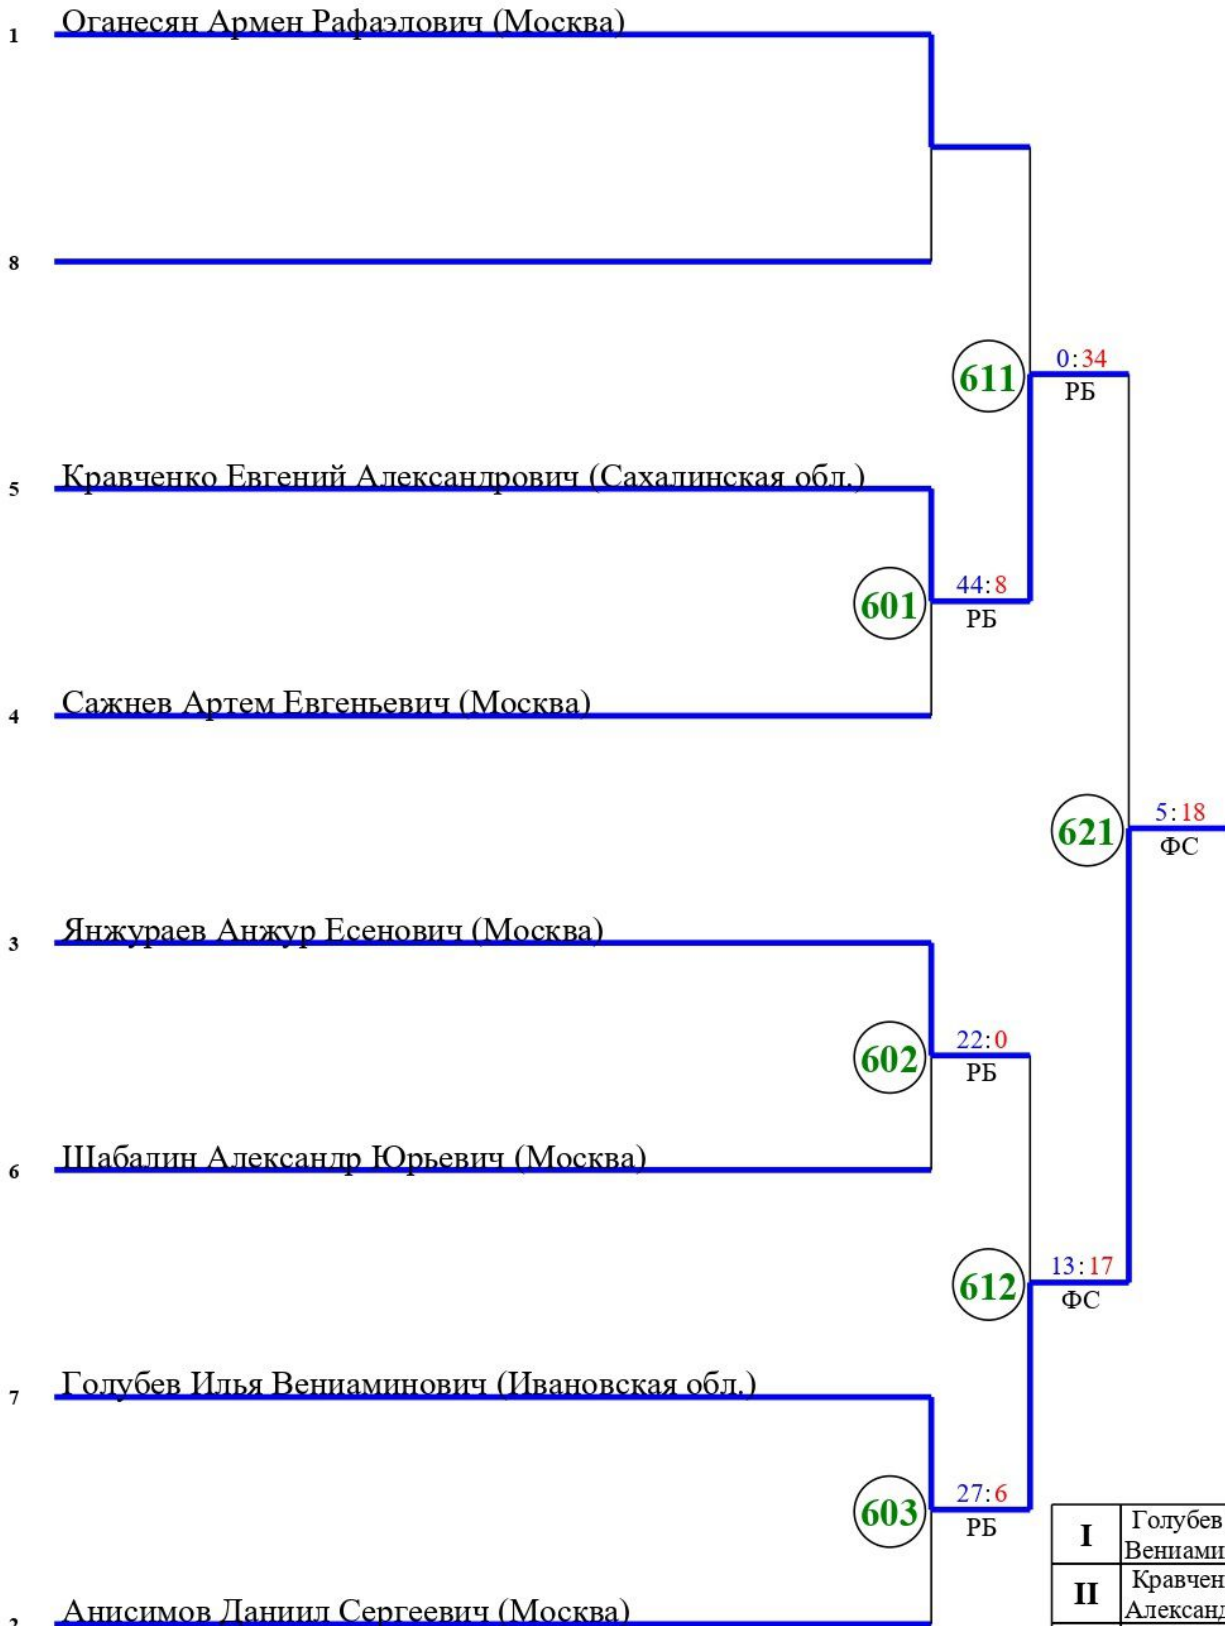 Оганесян Армен Рафаэлович (Москва)
1
8
0:34
611
РБ
Кравченко Евгений Александрович (Сахалинская обл.)
5
44:8
601
РБ
Сажнев Артем Евгеньевич (Москва)
4
5:18
621
ФС
Янжураев Анжур Есенович (Москва)
3
22:0
602
РБ
Шабалин Александр Юрьевич (Москва)
6
13:17
612
ФС
Голубев Илья Вениаминович (Ивановская обл.)
7
27:6
603
РБ
I
Голубев
Вениами
II
Кравчен
Александ
Анисимов Даниил Сергеевич (Москва)
2